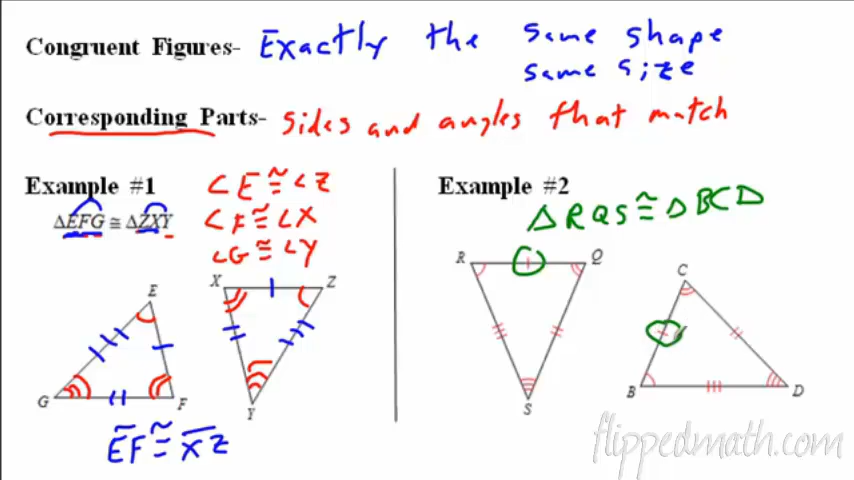 Congruent Figures- Exactly the same shape
same size
Corresponding Parts- sides and angles that match
Example #1
ΔEFG ≅ ΔZXY
∠E ≅ ∠Z
∠F ≅ ∠X
∠G ≅ ∠Y
E
G
F
X
Z
Y
EF ≅ XZ
Example #2
ΔRQS ≅ ΔBCD
R
Q
S
C
B
D
flippedmath.com